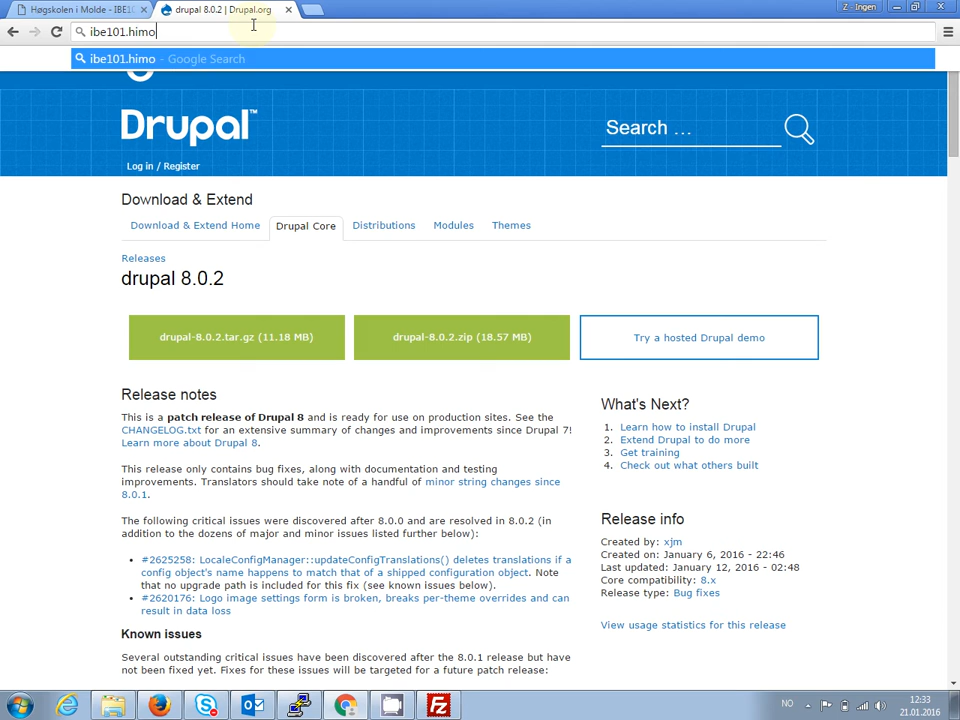 Høgskolen i Molde - IBE10
drupal 8.0.2 | Drupal.org
Z_Ingen
ibe101.himo
ibe101.himo - Google Search
Drupal™
Search ...
Log in / Register
Download & Extend
Download & Extend Home
Drupal Core
Distributions
Modules
Themes
Releases
drupal 8.0.2
drupal-8.0.2.tar.gz (11.18 MB)
drupal-8.0.2.zip (18.57 MB)
Try a hosted Drupal demo
Release notes
This is a patch release of Drupal 8 and is ready for use on production sites. See the
CHANGELOG.txt for an extensive summary of changes and improvements since Drupal 7!
Learn more about Drupal 8.
This release only contains bug fixes, along with documentation and testing
improvements. Translators should take note of a handful of minor string changes since
8.0.1.
The following critical issues were discovered after 8.0.0 and are resolved in 8.0.2 (in
addition to the dozens of major and minor issues listed further below):
• #2625258: LocaleConfigManager::updateConfigTranslations() deletes translations if a
config object's name happens to match that of a shipped configuration object. Note
that no upgrade path is included for this fix (see known issues below).
• #2620176: Logo image settings form is broken, breaks per-theme overrides and can
result in data loss
Known issues
Several outstanding critical issues have been discovered after the 8.0.1 release but have
not been fixed yet. Fixes for these issues will be targeted for a future patch release:
What's Next?
1. Learn how to install Drupal
2. Extend Drupal to do more
3. Get training
4. Check out what others built
Release info
Created by: xjm
Created on: January 6, 2016 - 22:46
Last updated: January 12, 2016 - 02:48
Core compatibility: 8.x
Release type: Bug fixes
View usage statistics for this release
NO
12:33
21.01.2016